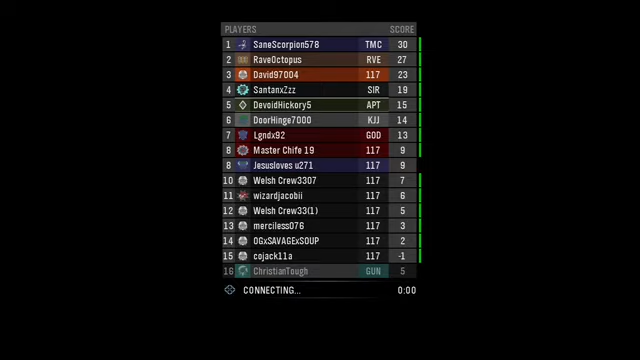 PLAYERS SCORE
1 SaneScorpion578 TMC 30
2 RaveOctopus RVE 27
3 David97004 117 23
4 SantanxZzz SIR 19
5 DevoidHickory5 APT 15
6 DoorHinge7000 KJJ 14
7 Lgndx92 GOD 13
8 Master Chife 19 117 9
8 Jesusloves u271 117 9
10 Welsh Crew3307 117 7
11 wizardjacobii 117 6
12 Welsh Crew33(1) 117 5
13 merciless076 117 3
14 OGxSAVAGExSOUP 117 2
15 cojack11a 117 -1
16 ChristianTough GUN 5
CONNECTING... 0:00